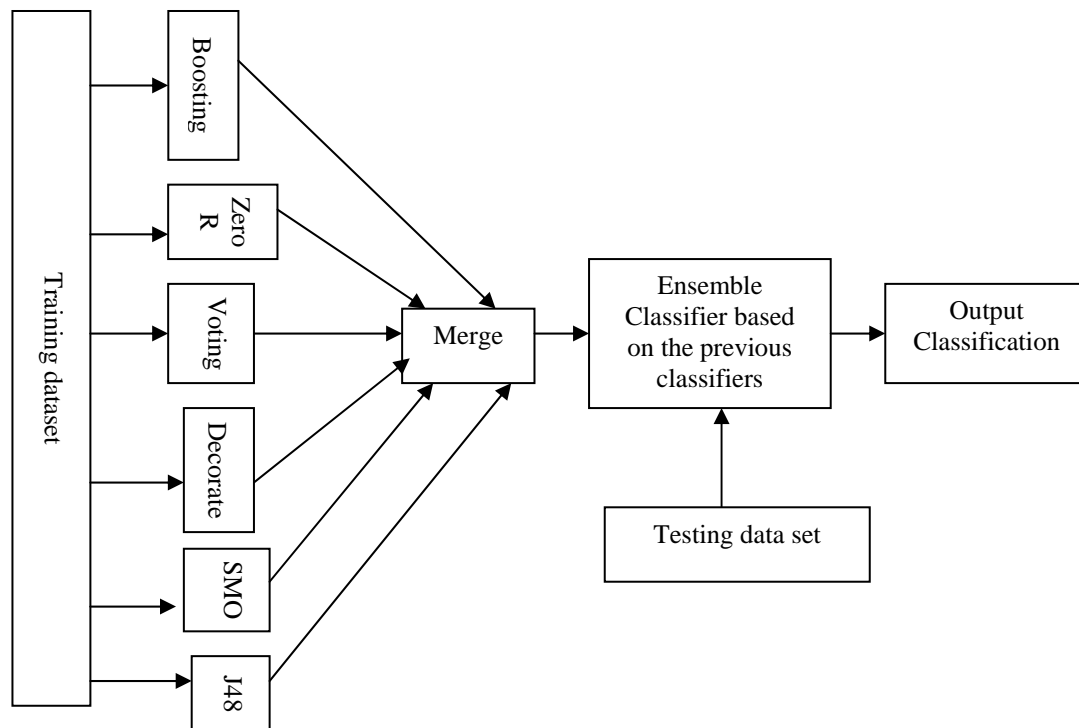 Training dataset
Boosting
Zero
R
Voting
Decorate
SMO
J48
Merge
Ensemble
Classifier based
on the previous
classifiers
Output
Classification
Testing data set